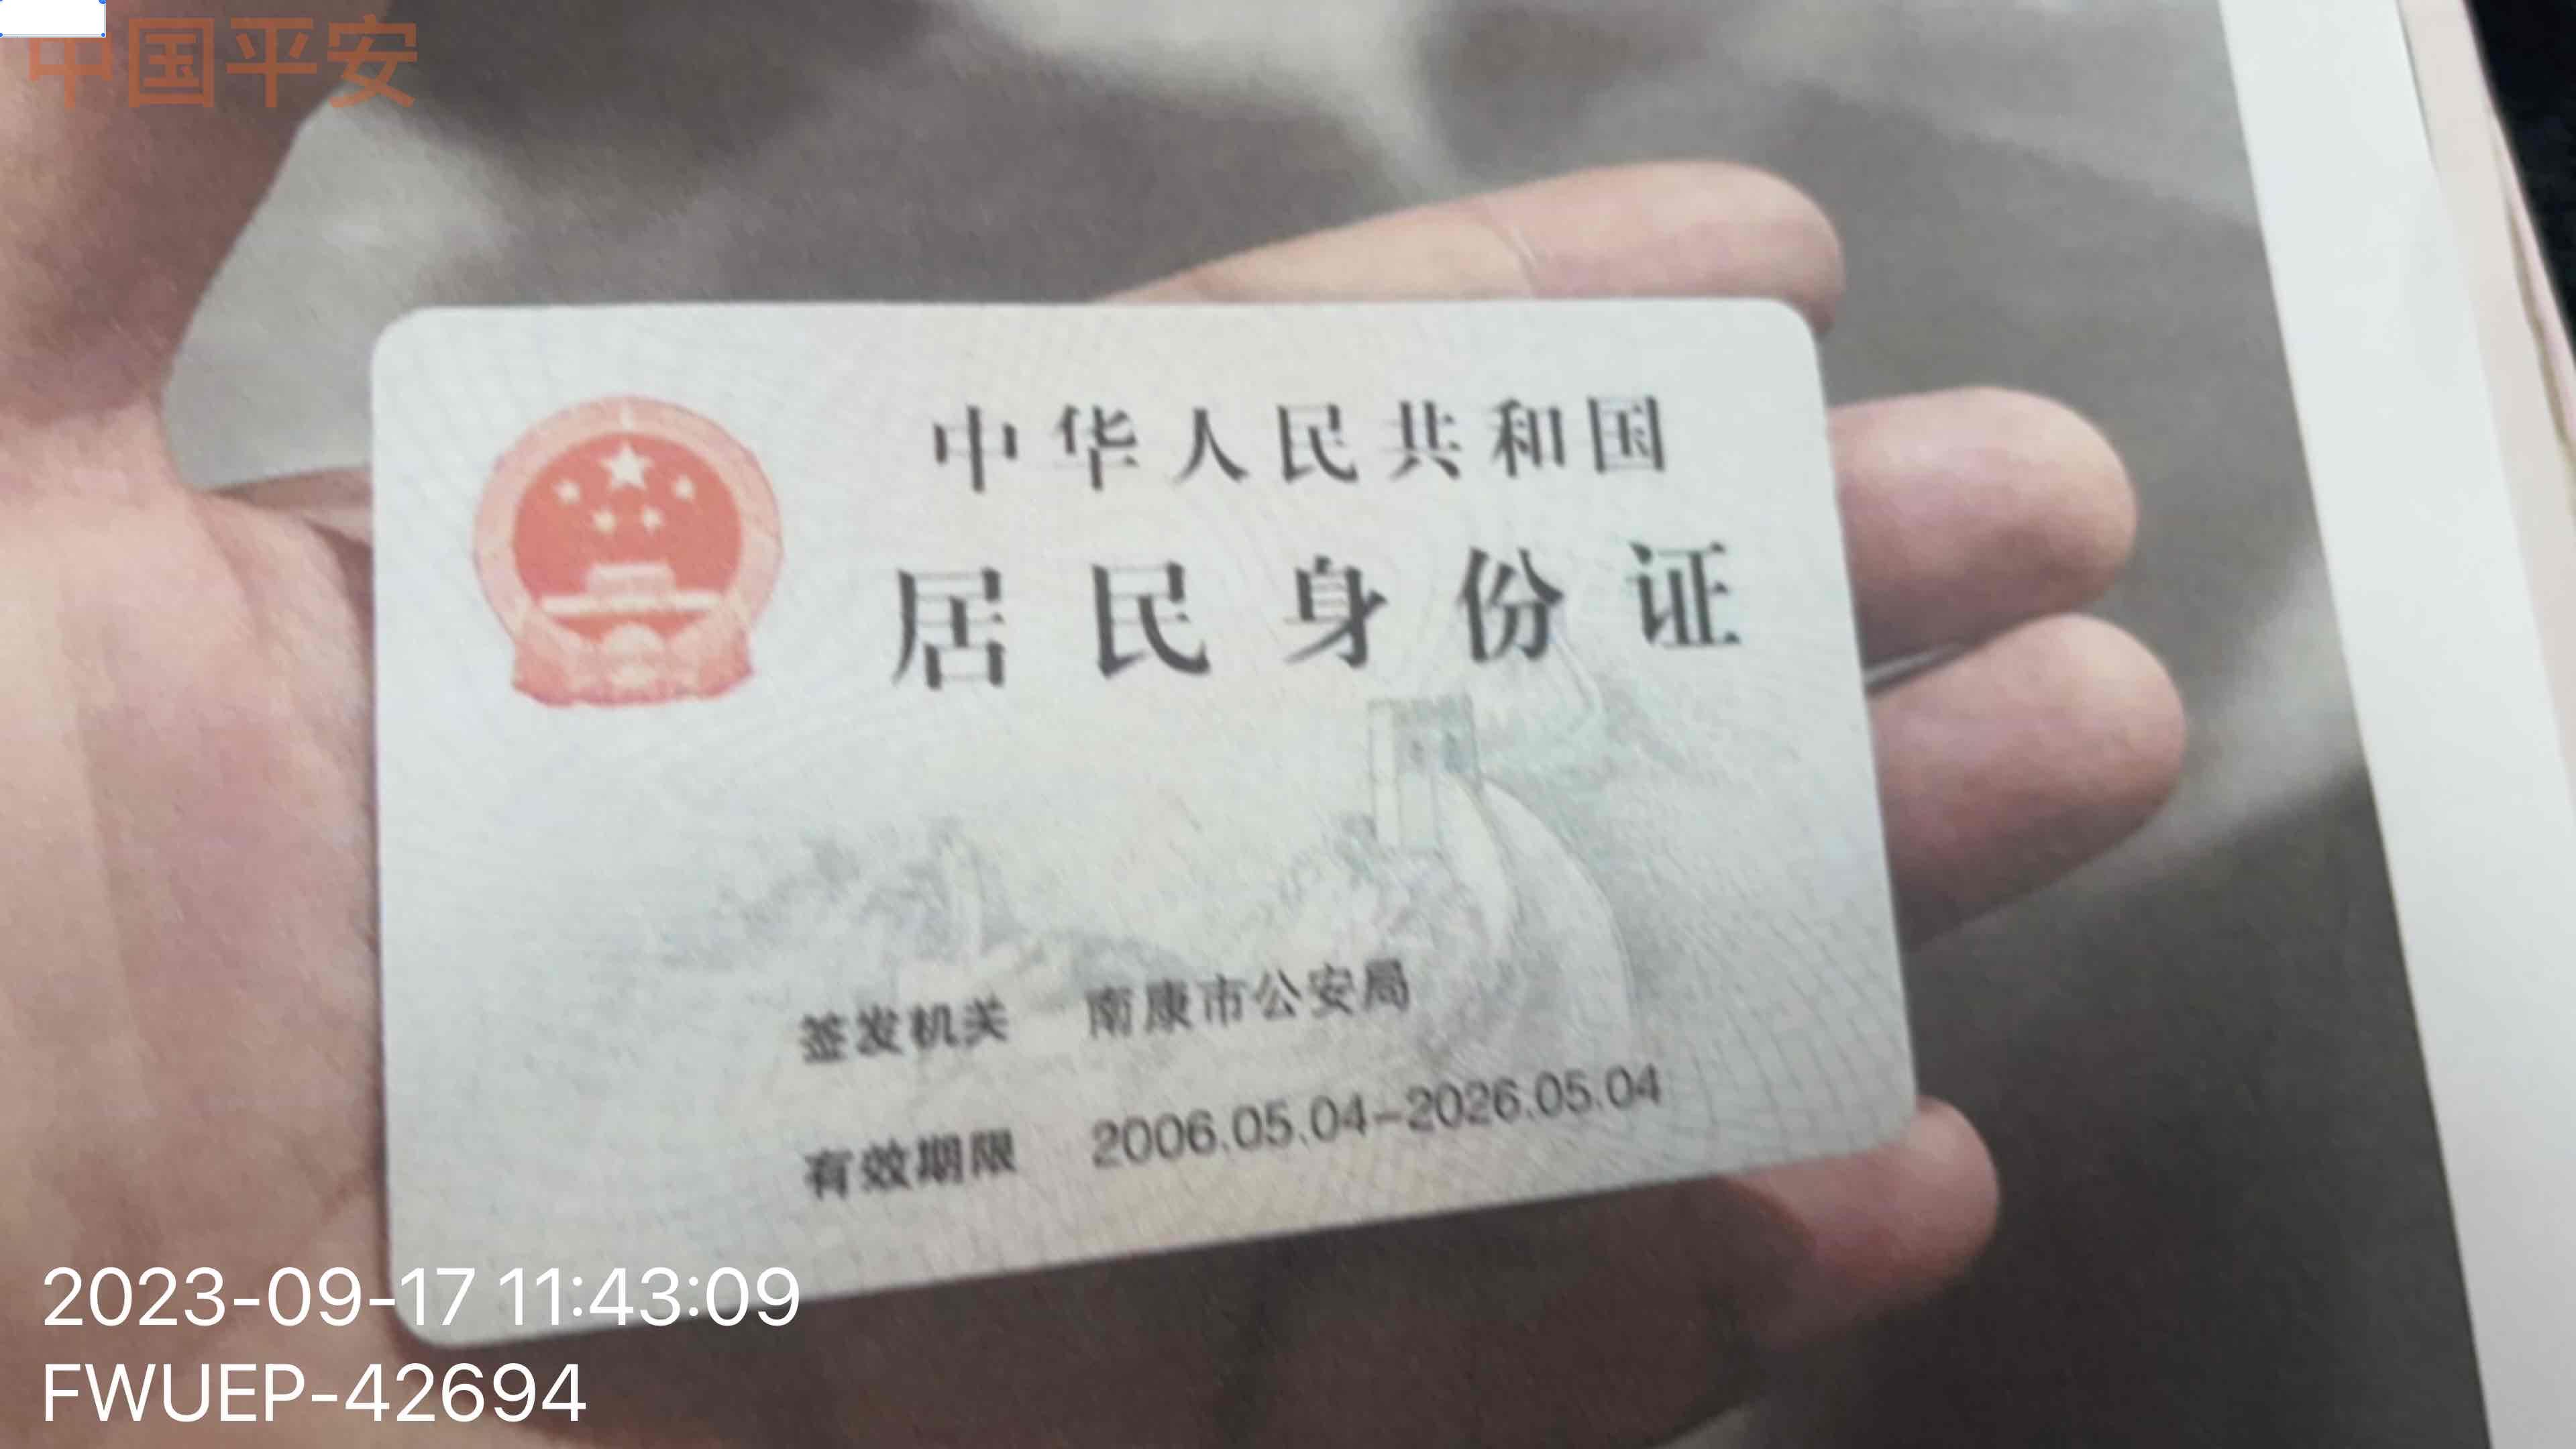 中国平安
中华人民共和国
居民身份证
签发机关 南康市公安局
有效期限 2006.05.04-2026.05.04
2023-09-17 11:43:09
FWUEP-42694